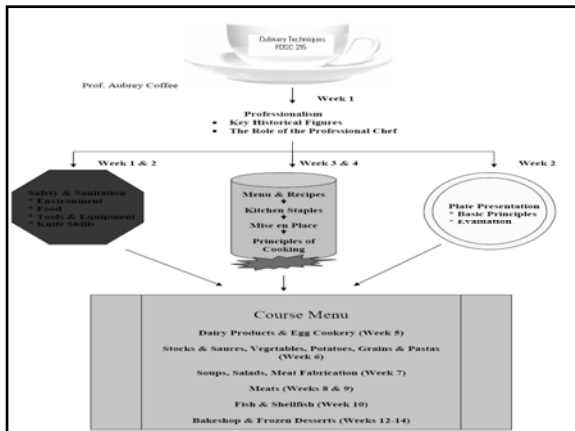 Culinary Techniques
FDSC 215
Prof. Aubrey Coffee
Week 1
Professionalism
• Key Historical Figures
• The Role of the Professional Chef
Week 1 & 2
Week 3 & 4
Week 2
Safety & Sanitation
* Environment
* Food
* Tools & Equipment
* Knife Skills
Menu & Recipes
Kitchen Staples
Mise en Place
Principles of
Cooking
Plate Presentation
* Basic Principles
* Evaluation
Course Menu
Dairy Products & Egg Cookery (Week 5)
Stocks & Sauces, Vegetables, Potatoes, Grains & Pastas
(Week 6)
Soups, Salads, Meat Fabrication (Week 7)
Meats (Weeks 8 & 9)
Fish & Shellfish (Week 10)
Bakeshop & Frozen Desserts (Weeks 12-14)